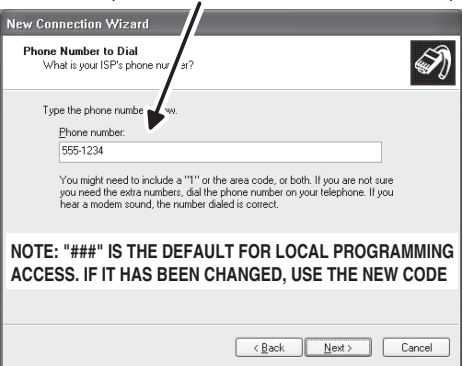 New Connection Wizard
Phone Number to Dial
What is your ISP's phone number?
Type the phone number below.
Phone number:
555-1234
You might need to include a "1" or the area code, or both. If you are not sure
you need the extra numbers, dial the phone number on your telephone. If you
hear a modem sound, the number dialed is correct.
NOTE: "###" IS THE DEFAULT FOR LOCAL PROGRAMMING
ACCESS. IF IT HAS BEEN CHANGED, USE THE NEW CODE
< Back
Next >
Cancel